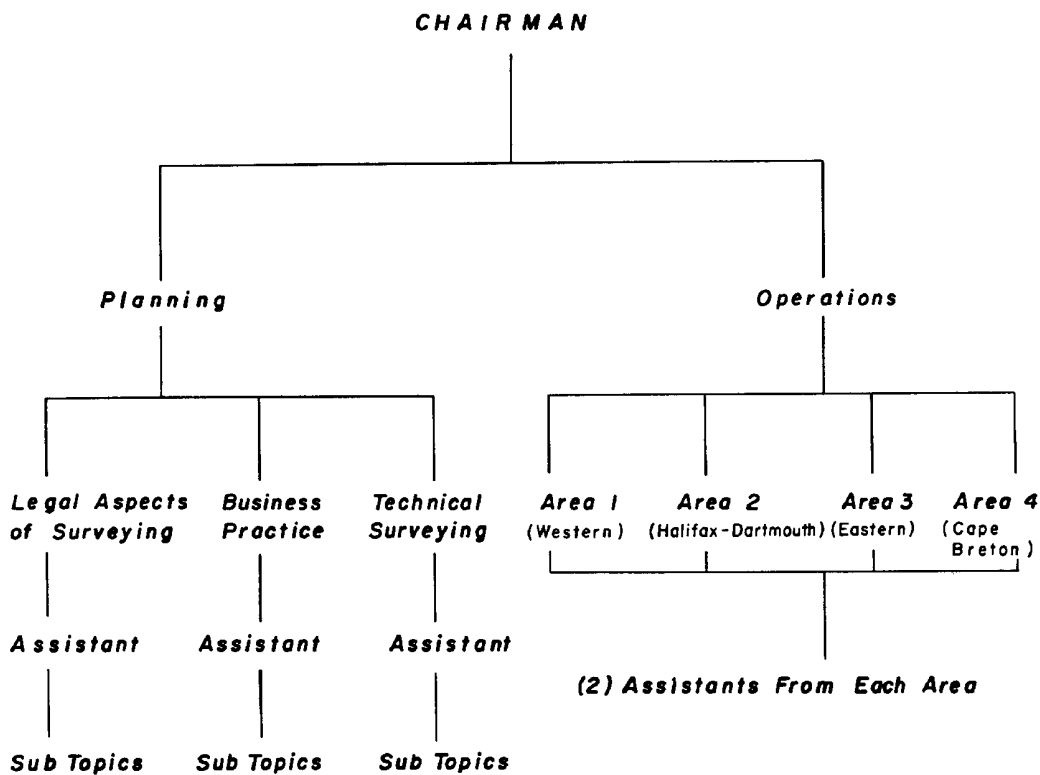 CHAIRMAN
Planning
Operations
Legal Aspects
of Surveying
Business
Practice
Technical
Surveying
Area 1
(Western)
Area 2
(Halifax-Dartmouth)
Area 3
(Eastern)
Area 4
(Cape
Breton)
Assistant
Assistant
Assistant
(2) Assistants From Each Area
Sub Topics
Sub Topics
Sub Topics